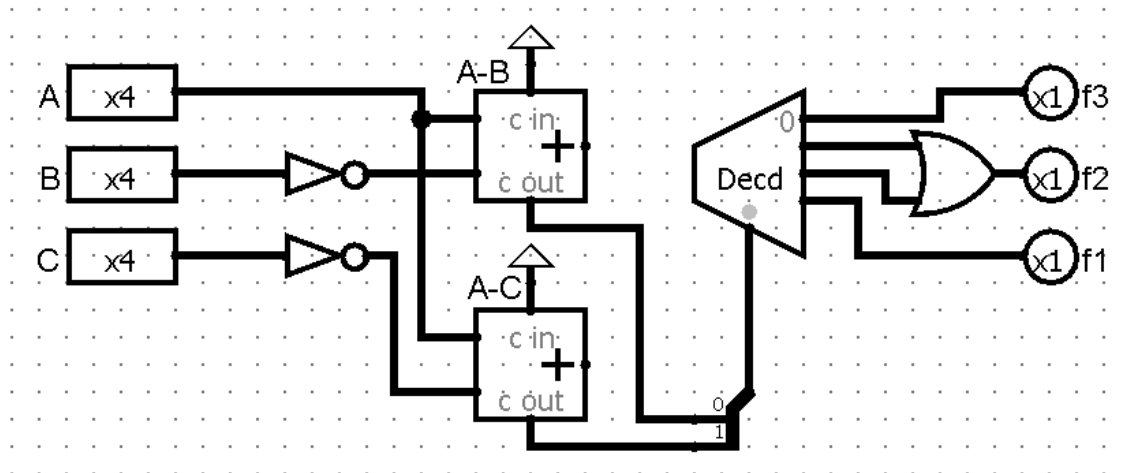 A x4
B x4
C x4
A-B
c in
+
c out
A-C
c in
+
c out
0
1
0
Decd
x1 f3
x1 f2
x1 f1